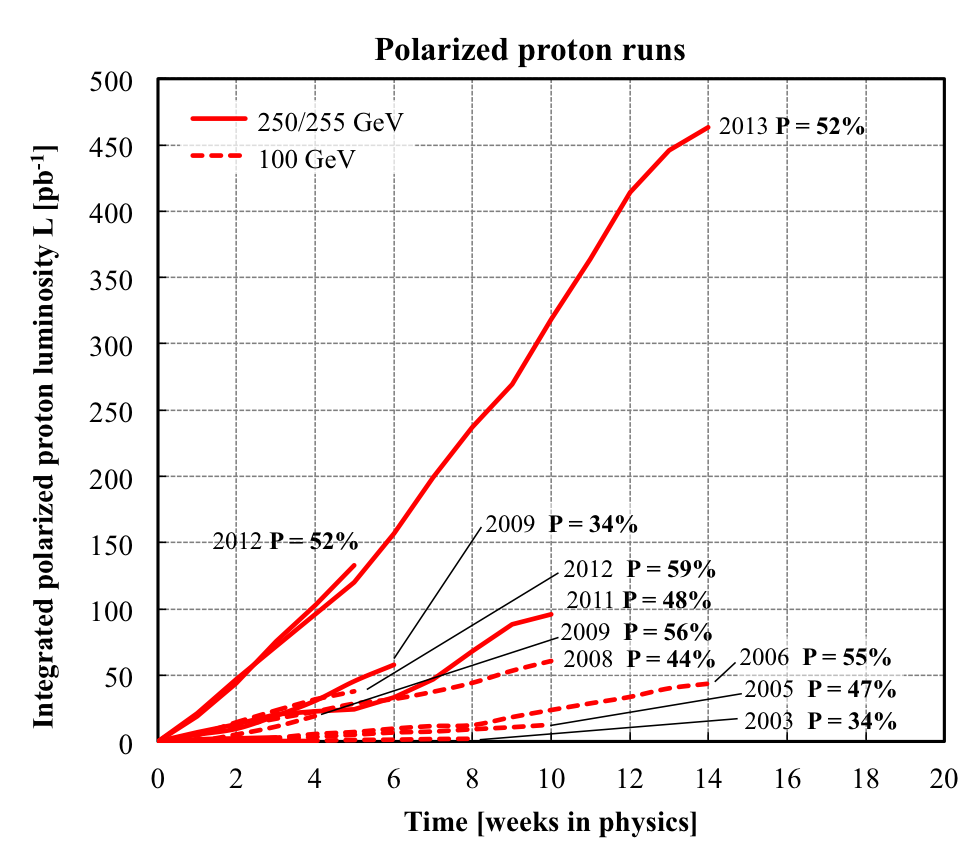 Polarized proton runs
Integrated polarized proton luminosity L [pb-1]
500
450
400
350
300
250
200
150
100
50
0
250/255 GeV
100 GeV
2013 P = 52%
2012 P = 52%
2009 P = 34%
2012 P = 59%
2011 P = 48%
2009 P = 56%
2008 P = 44%
2006 P = 55%
2005 P = 47%
2003 P = 34%
0 2 4 6 8 10 12 14 16 18 20
Time [weeks in physics]